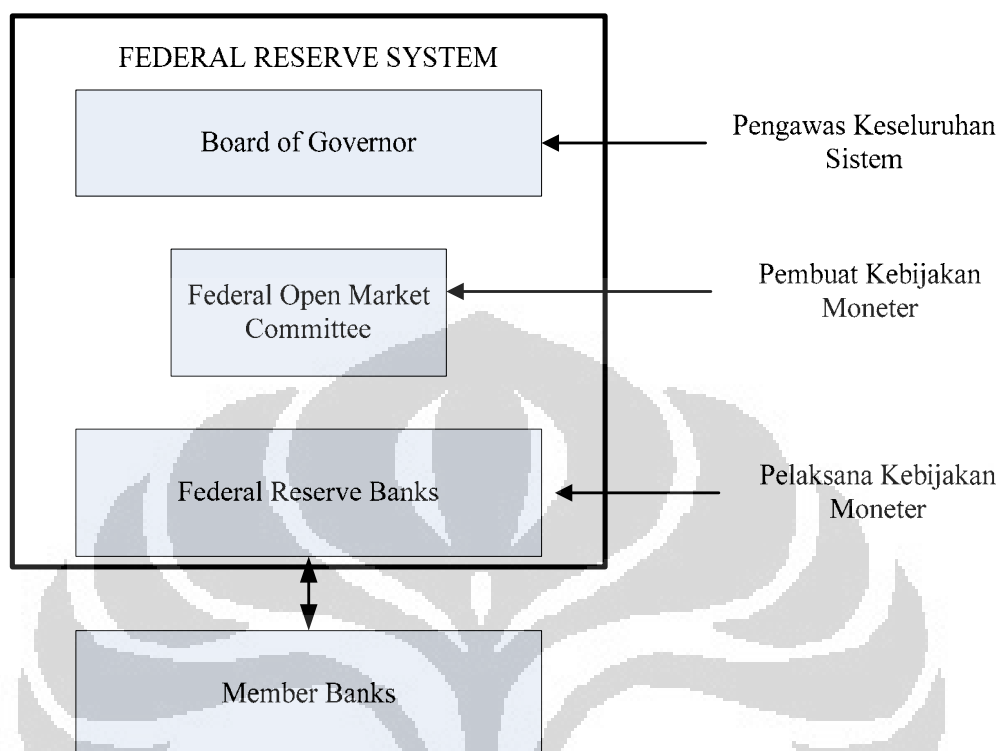 FEDERAL RESERVE SYSTEM
Board of Governor
Pengawas Keseluruhan
Sistem
Federal Open Market
Committee
Pembuat Kebijakan
Moneter
Federal Reserve Banks
Pelaksana Kebijakan
Moneter
Member Banks